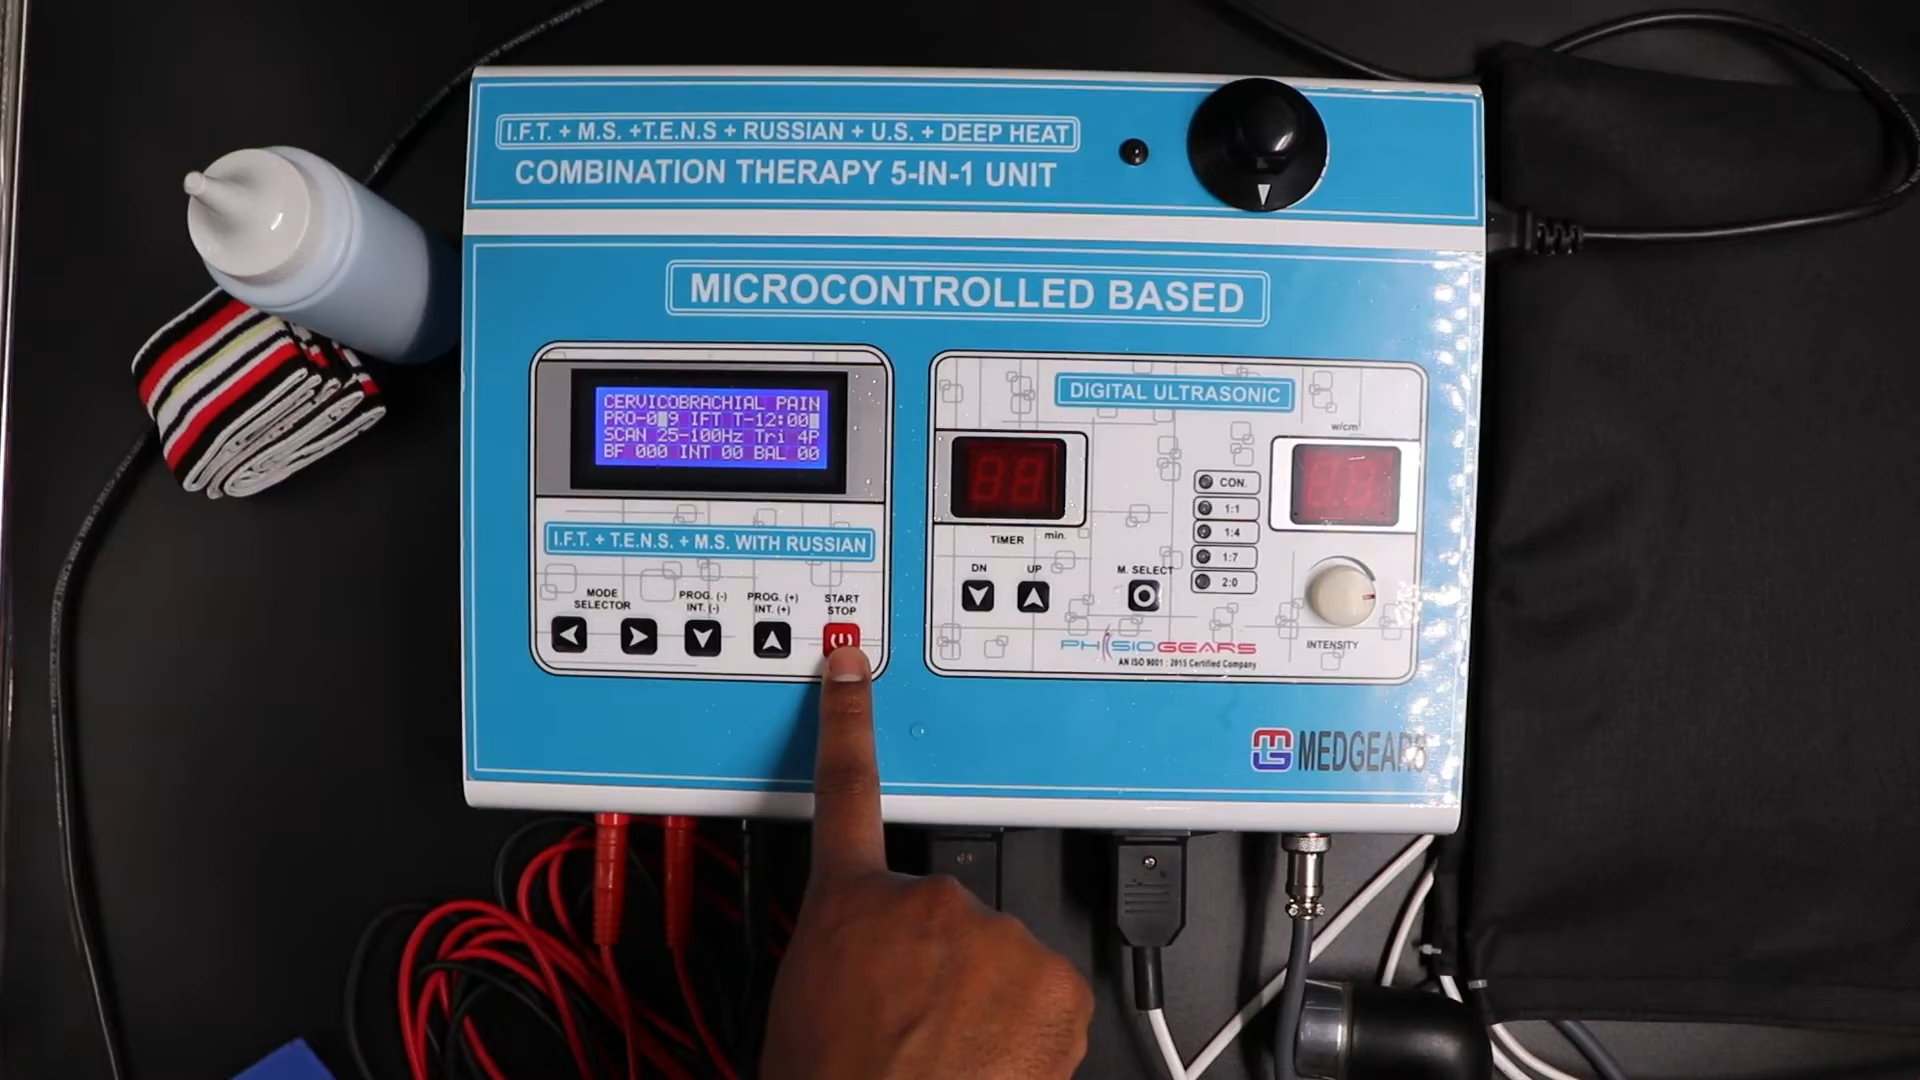 I.F.T. + M.S. +T.E.N.S + RUSSIAN + U.S. + DEEP HEAT
COMBINATION THERAPY 5-IN-1 UNIT
MICROCONTROLLED BASED
CERVICOBRACHIAL PAIN
PRO-0 9 IFT T-12:00
SCAN 25-100Hz Tri 4P
BF 000 INT 00 BAL 00
I.F.T. + T.E.N.S. + M.S. WITH RUSSIAN
MODE
SELECTOR
PROG. (-)
INT. (-)
PROG. (+)
INT. (+)
START
STOP
DIGITAL ULTRASONIC
w/cm
TIMER min.
DN UP
M. SELECT
CON.
1:1
1:4
1:7
2:0
INTENSITY
PHYSIOGEARS
AN ISO 9001 : 2015 Certified Company
MEDGEARS